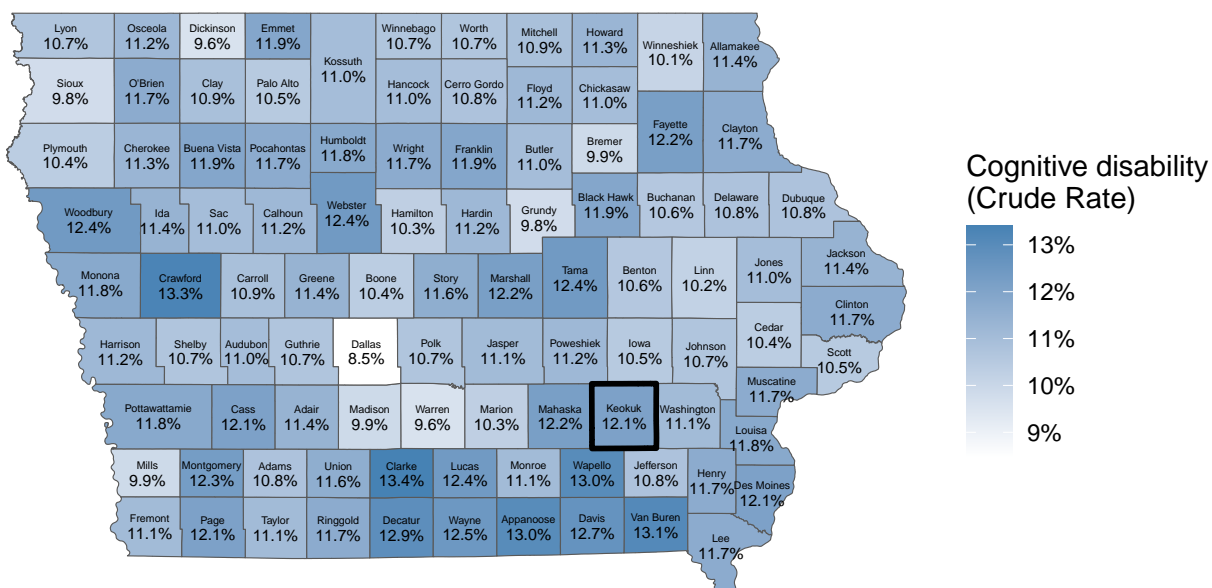 Lyon
10.7%
Osceola
11.2%
Dickinson
9.6%
Emmet
11.9%
Kossuth
11.0%
Winnebago
10.7%
Worth
10.7%
Mitchell
10.9%
Howard
11.3%
Winneshiek
10.1%
Allamakee
11.4%
Sioux
9.8%
O'Brien
11.7%
Clay
10.9%
Palo Alto
10.5%
Hancock
11.0%
Cerro Gordo
10.8%
Floyd
11.2%
Chickasaw
11.0%
Fayette
12.2%
Clayton
11.7%
Plymouth
10.4%
Cherokee
11.3%
Buena Vista
11.9%
Pocahontas
11.7%
Humboldt
11.8%
Wright
11.7%
Franklin
11.9%
Butler
11.0%
Bremer
9.9%
Woodbury
12.4%
Ida
11.4%
Sac
11.0%
Calhoun
11.2%
Webster
12.4%
Hamilton
10.3%
Hardin
11.2%
Grundy
9.8%
Black Hawk
11.9%
Buchanan
10.6%
Delaware
10.8%
Dubuque
10.8%
Monona
11.8%
Crawford
13.3%
Carroll
10.9%
Greene
11.4%
Boone
10.4%
Story
11.6%
Marshall
12.2%
Tama
12.4%
Benton
10.6%
Linn
10.2%
Jones
11.0%
Jackson
11.4%
Clinton
11.7%
Harrison
11.2%
Shelby
10.7%
Audubon
11.0%
Guthrie
10.7%
Dallas
8.5%
Polk
10.7%
Jasper
11.1%
Poweshiek
11.2%
Iowa
10.5%
Johnson
10.7%
Cedar
10.4%
Scott
10.5%
Muscatine
11.7%
Pottawattamie
11.8%
Cass
12.1%
Adair
11.4%
Madison
9.9%
Warren
9.6%
Marion
10.3%
Mahaska
12.2%
Keokuk
12.1%
Washington
11.1%
Louisa
11.8%
Mills
9.9%
Montgomery
12.3%
Adams
10.8%
Union
11.6%
Clarke
13.4%
Lucas
12.4%
Monroe
11.1%
Wapello
13.0%
Jefferson
10.8%
Henry
11.7%
Des Moines
12.1%
Fremont
11.1%
Page
12.1%
Taylor
11.1%
Ringgold
11.7%
Decatur
12.9%
Wayne
12.5%
Appanoose
13.0%
Davis
12.7%
Van Buren
13.1%
Lee
11.7%
Cognitive disability
(Crude Rate)
13%
12%
11%
10%
9%